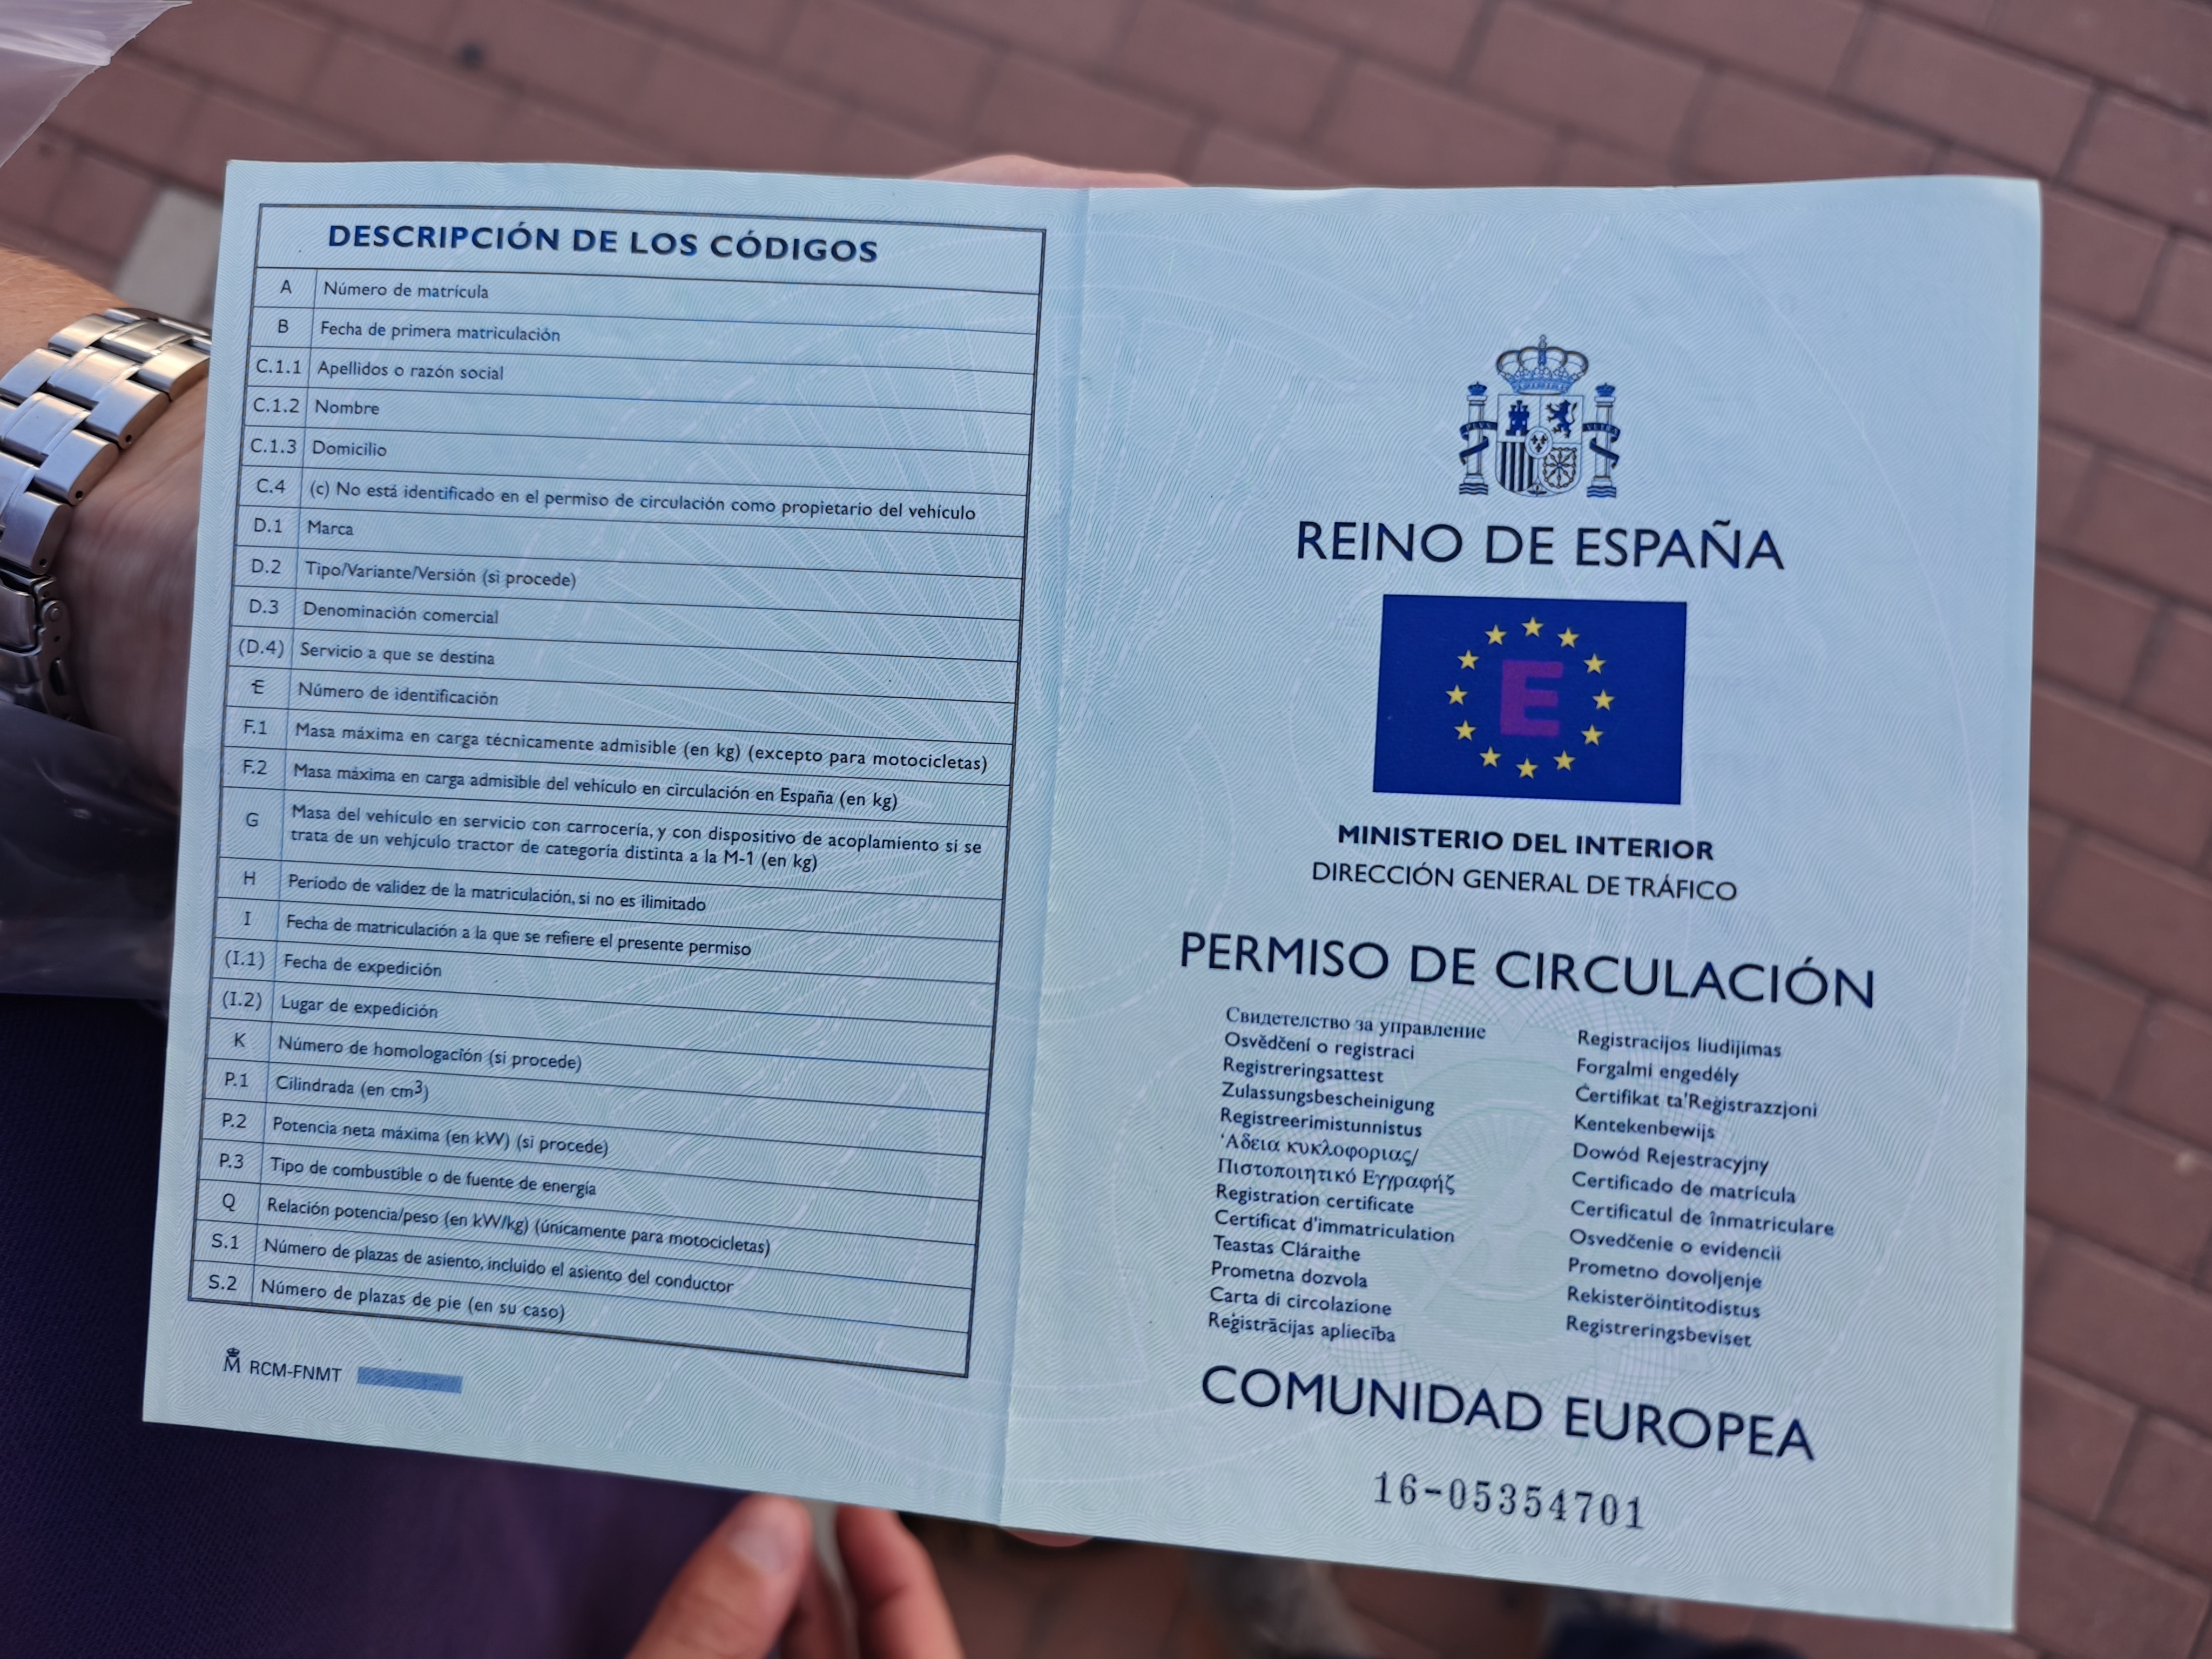 DESCRIPCIÓN DE LOS CÓDIGOS
A Número de matrícula
B Fecha de primera matriculación
C.1.1 Apellidos o razón social
C.1.2 Nombre
C.1.3 Domicilio
C.4 (c) No está identificado en el permiso de circulación como propietario del vehículo
D.1 Marca
D.2 Tipo/Variante/Versión (si procede)
D.3 Denominación comercial
(D.4) Servicio a que se destina
E Número de identificación
F.1 Masa máxima en carga técnicamente admisible (en kg) (excepto para motocicletas)
F.2 Masa máxima en carga admisible del vehículo en circulación en España (en kg)
G Masa del vehículo en servicio con carrocería, y con dispositivo de acoplamiento si se
trata de un vehículo tractor de categoría distinta a la M-1 (en kg)
H Período de validez de la matriculación, si no es ilimitado
I Fecha de matriculación a la que se refiere el presente permiso
(I.1) Fecha de expedición
(I.2) Lugar de expedición
K Número de homologación (si procede)
P.1 Cilindrada (en cm³)
P.2 Potencia neta máxima (en kW) (si procede)
P.3 Tipo de combustible o de fuente de energía
Q Relación potencia/peso (en kW/kg) (únicamente para motocicletas)
S.1 Número de plazas de asiento, incluido el asiento del conductor
S.2 Número de plazas de pie (en su caso)
M RCM-FNMT
REINO DE ESPAÑA
E
MINISTERIO DEL INTERIOR
DIRECCIÓN GENERAL DE TRÁFICO
PERMISO DE CIRCULACIÓN
Свидетелство за управление
Osvědčení o registraci
Registreringsattest
Zulassungsbescheinigung
Registreerimistunnistus
‘Αδεια κυκλοφοριας/
Πιστοποιητικό Εγγραφήζ
Registration certificate
Certificat d'immatriculation
Teastas Cláraithe
Prometna dozvola
Carta di circolazione
Reģistrācijas apliecība
Registracijos liudijimas
Forgalmi engedély
Ċertifikat ta'Reġistrazzjoni
Kentekenbewijs
Dowód Rejestracyjny
Certificado de matrícula
Certificatul de înmatriculare
Osvedčenie o evidencii
Prometno dovoljenje
Rekisteröintitodistus
Registreringsbeviset
COMUNIDAD EUROPEA
16-05354701